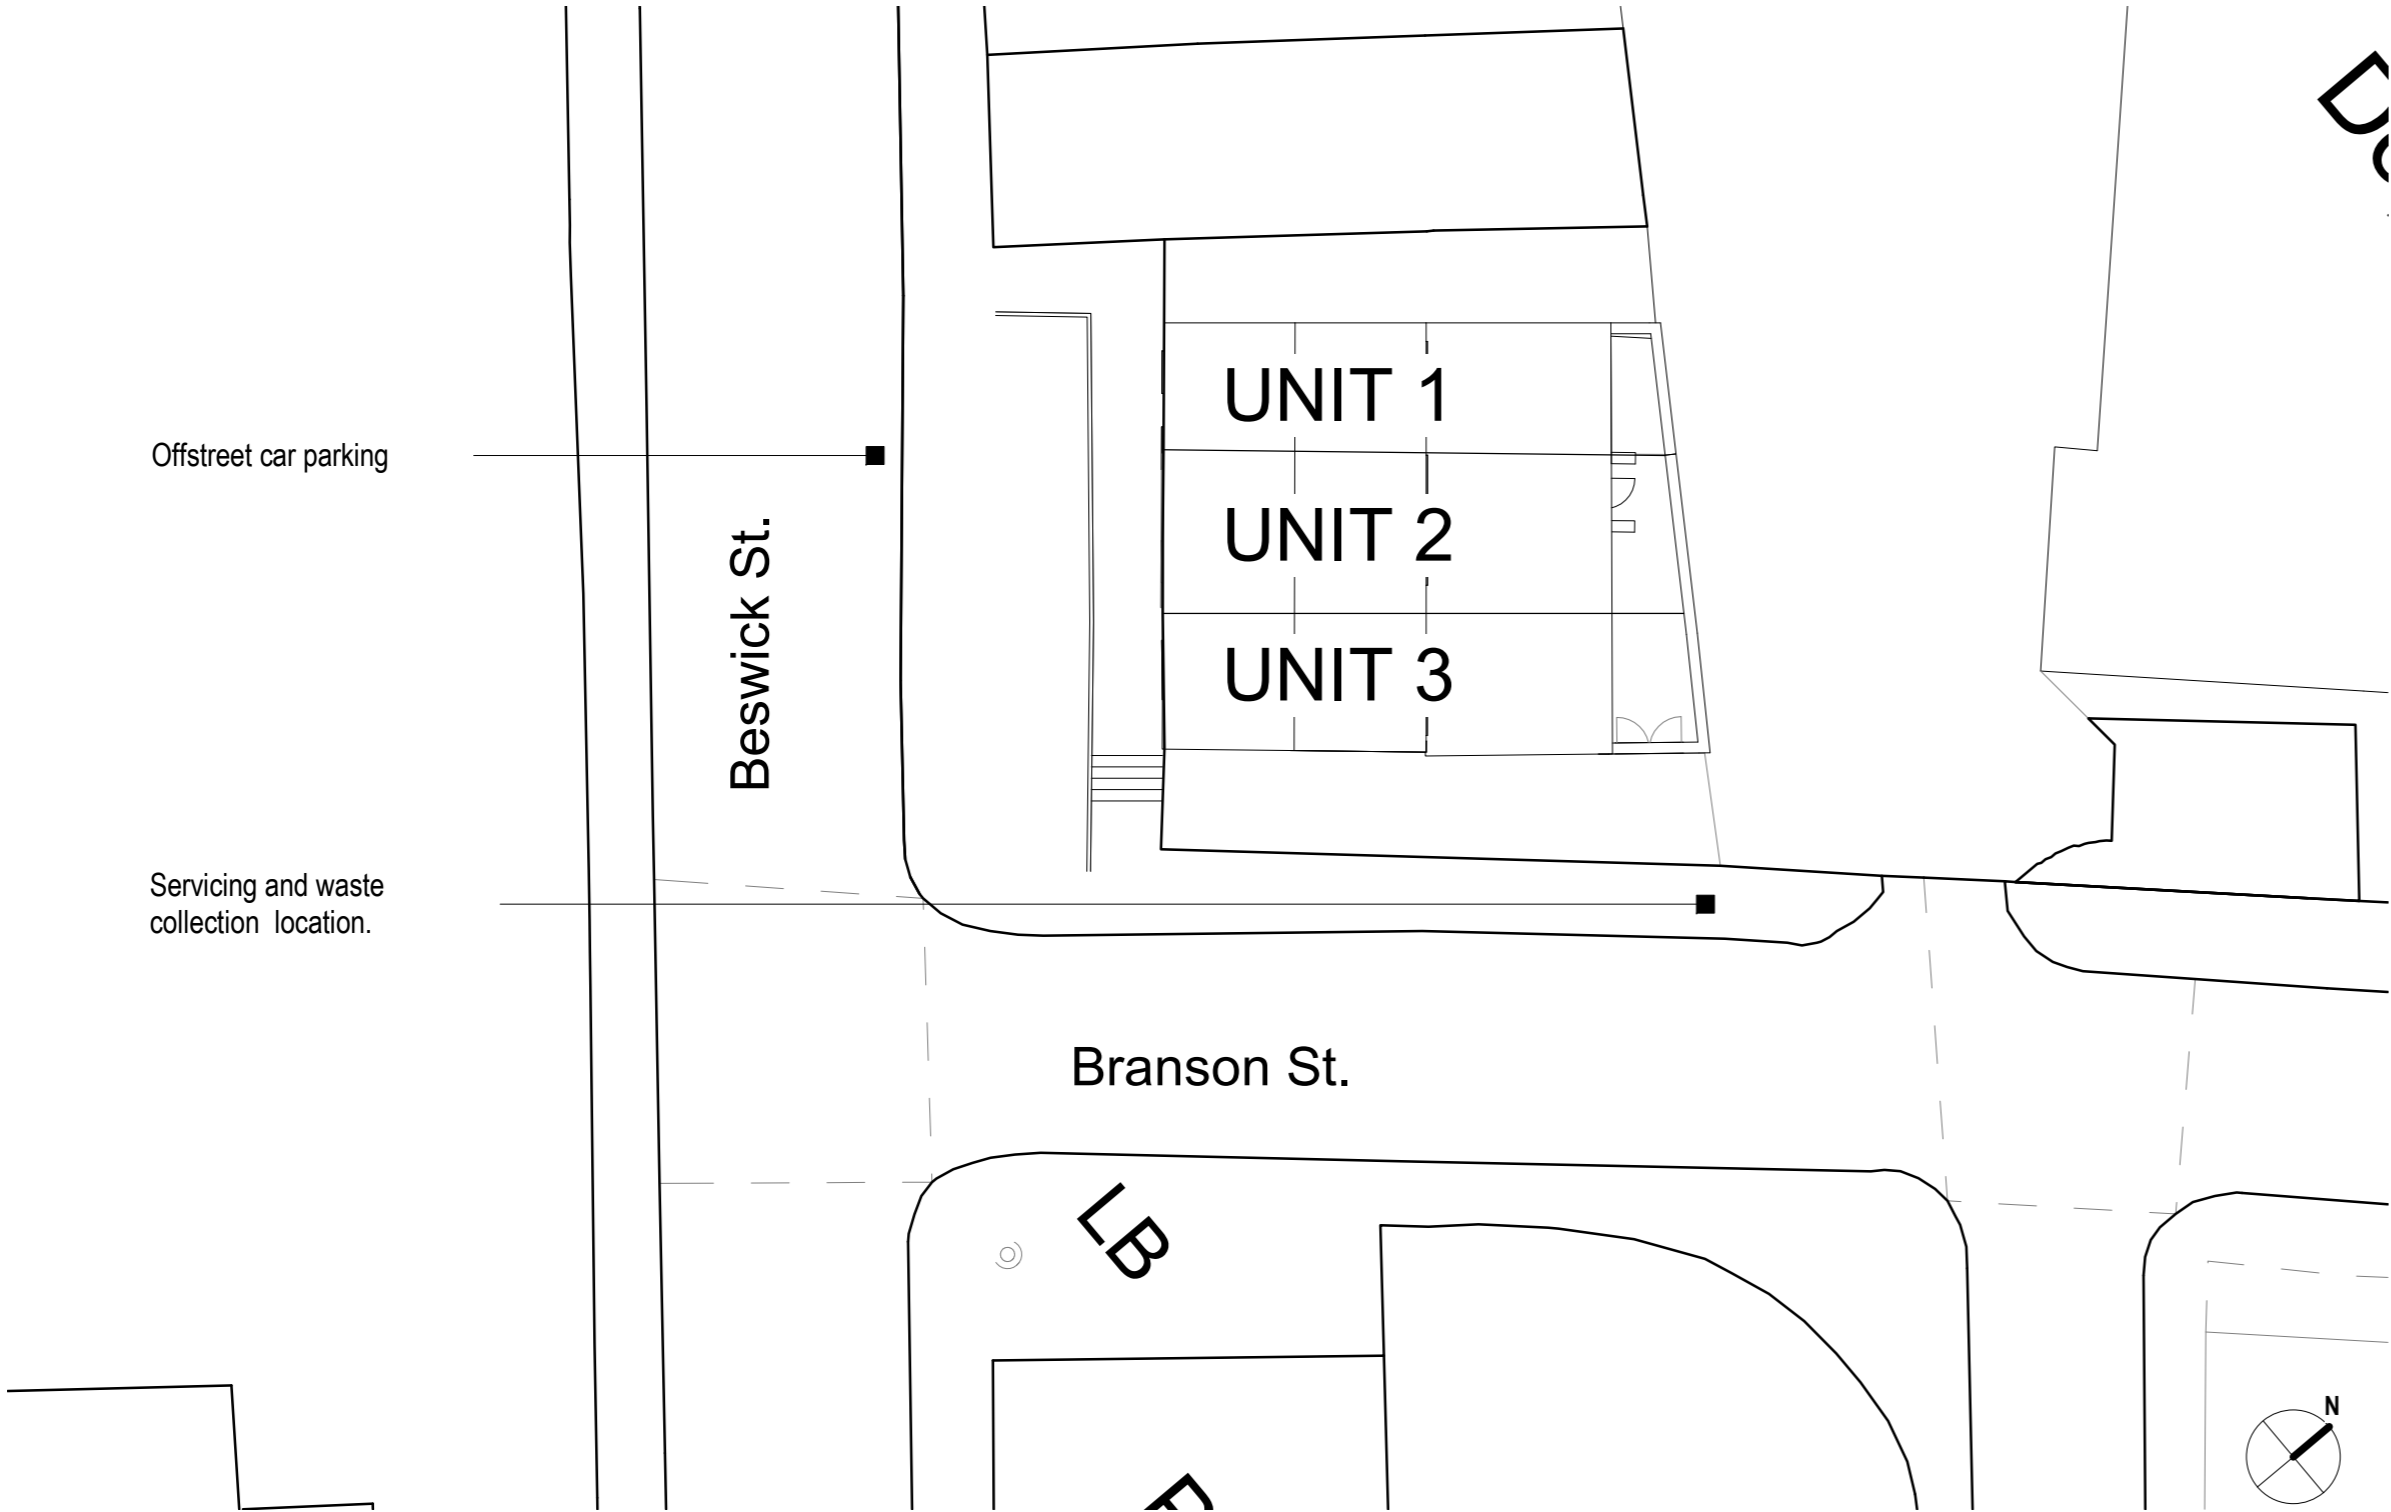 UNIT 1
Offstreet car parking
UNIT 2
Beswick St.
UNIT 3
Servicing and waste
collection  location.
Branson St.
LB
N